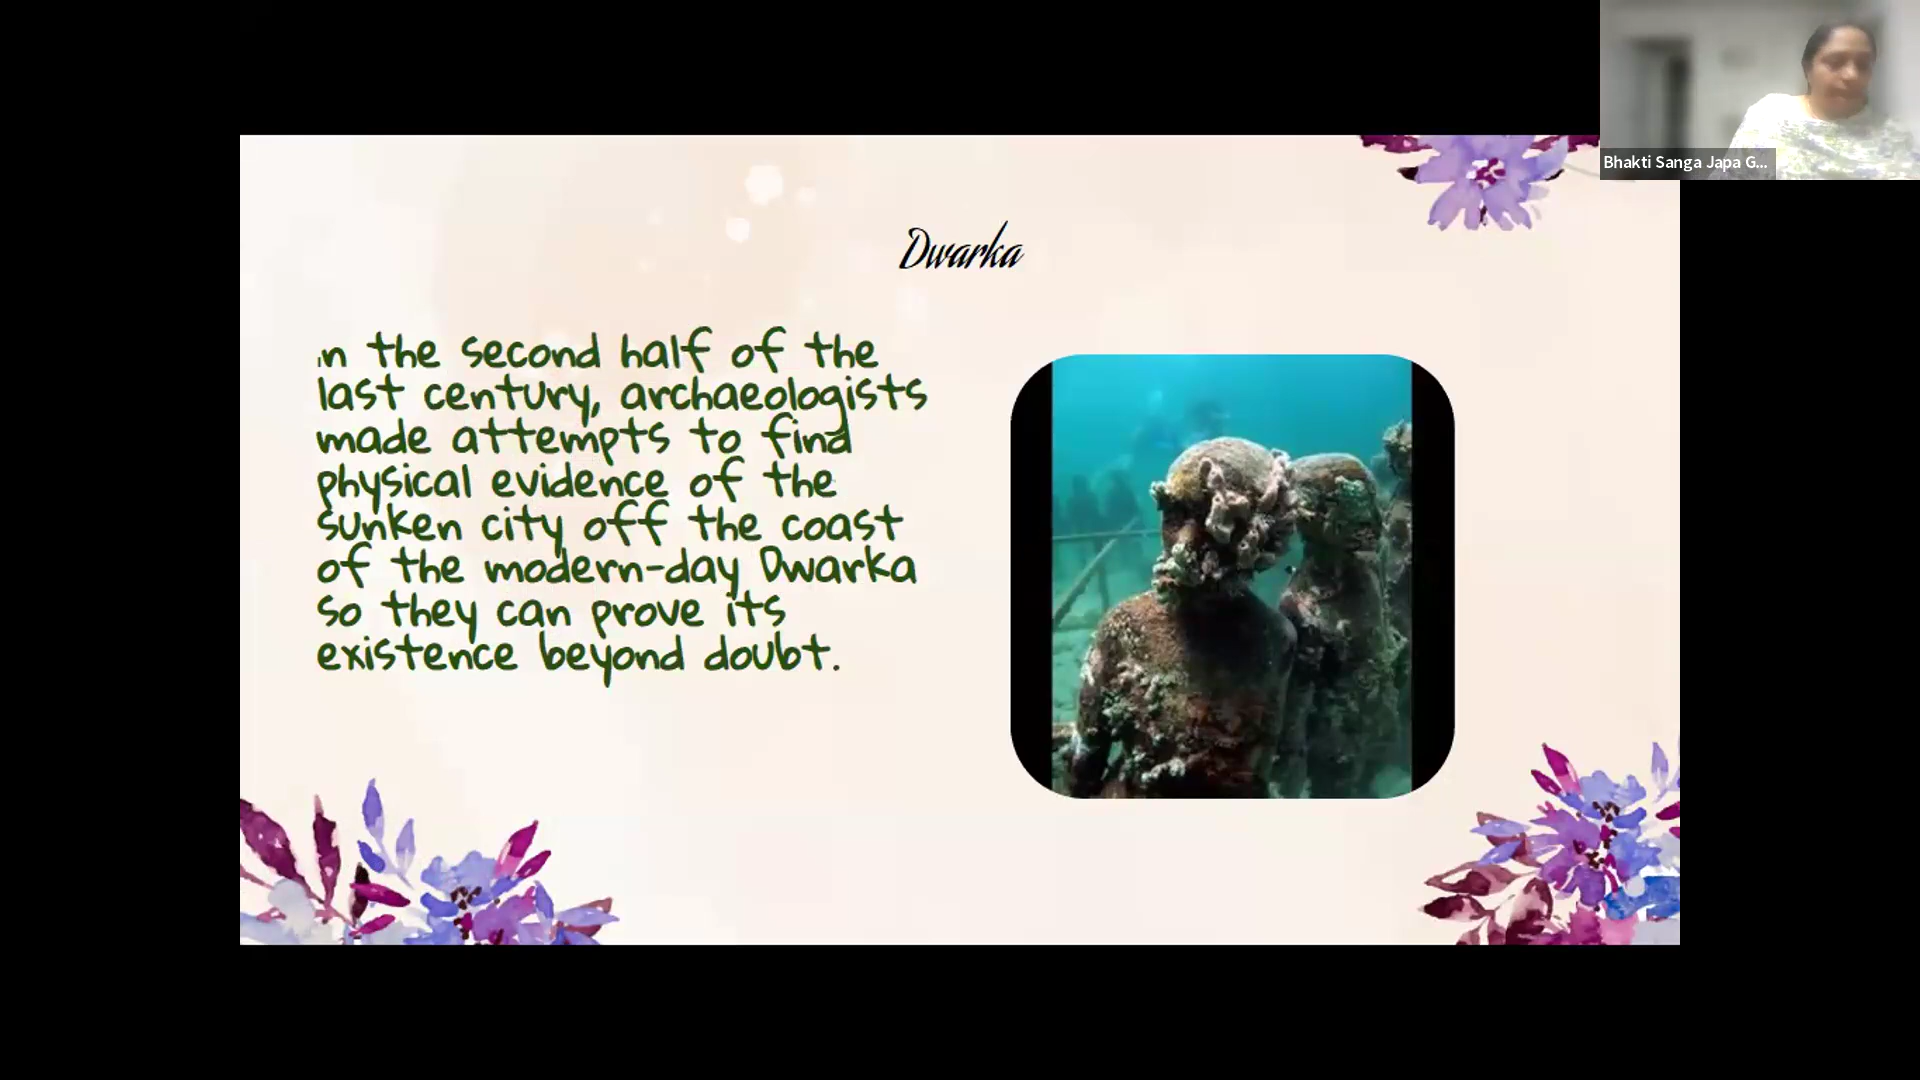 Bhakti Sanga Japa G...
Dwarka
in the second half of the
last century, archaeologists
made attempts to find
physical evidence of the
sunken city off the coast
of the modern-day Dwarka
so they can prove its
existence beyond doubt.